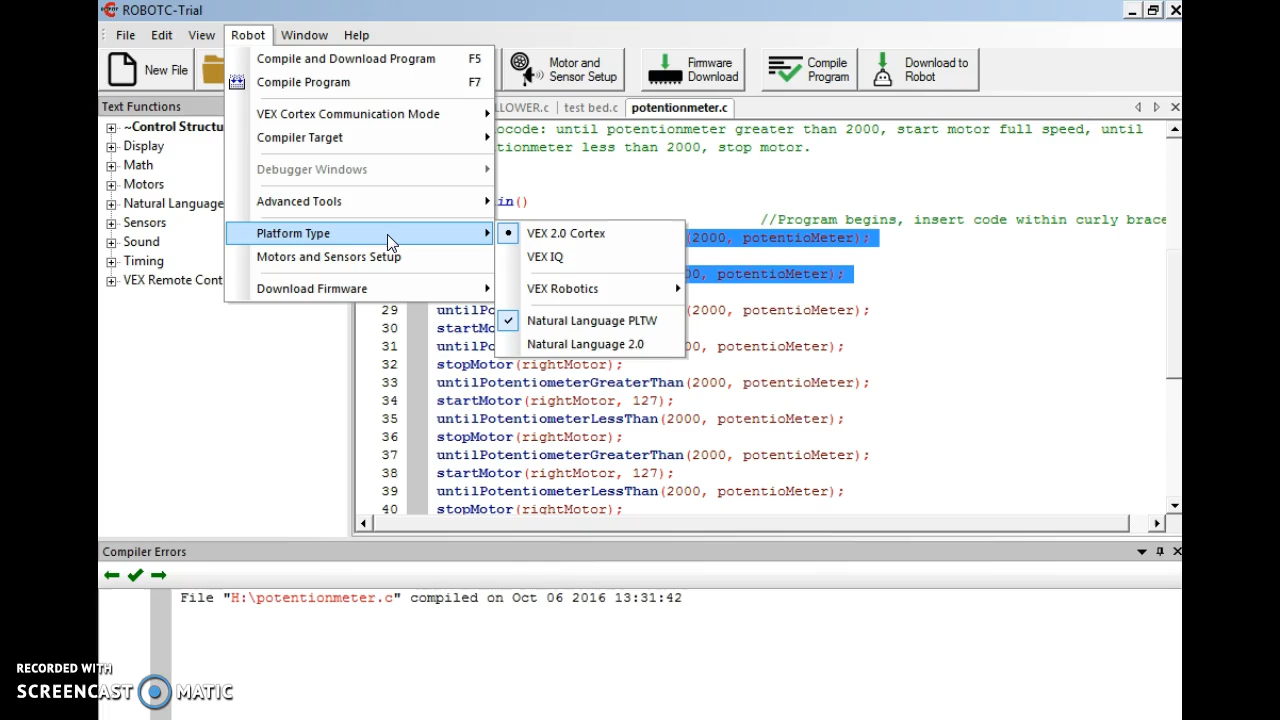 ROBOTC-Trial
File Edit View Robot Window Help
New File
Motor and Sensor Setup
Firmware Download
Compile Program
Download to Robot
Compile and Download Program F5
Compile Program F7
VEX Cortex Communication Mode
Compiler Target
Debugger Windows
Advanced Tools
Platform Type
Motors and Sensors Setup
Download Firmware
VEX 2.0 Cortex
VEX IQ
VEX Robotics
Natural Language PLTW
Natural Language 2.0
Text Functions
~Control Structu
Display
Math
Motors
Natural Language
Sensors
Sound
Timing
VEX Remote Cont
LLOWER.c test bed.c potentionmeter.c
ocode: until potentionmeter greater than 2000, start motor full speed, until
tionmeter less than 2000, stop motor.
in()
//Program begins, insert code within curly brace
(2000, potentioMeter);
00, potentioMeter);
29 untilPo potentioMeter);
30 startMo
31 untilPo 00, potentioMeter);
32 stopMotor(rightMotor);
33 untilPotentiometerGreaterThan(2000, potentioMeter);
34 startMotor(rightMotor, 127);
35 untilPotentiometerLessThan(2000, potentioMeter);
36 stopMotor(rightMotor);
37 untilPotentiometerGreaterThan(2000, potentioMeter);
38 startMotor(rightMotor, 127);
39 untilPotentiometerLessThan(2000, potentioMeter);
40 stopMotor(rightMotor);
Compiler Errors
File "H:\potentionmeter.c" compiled on Oct 06 2016 13:31:42
RECORDED WITH
SCREENCAST MATIC